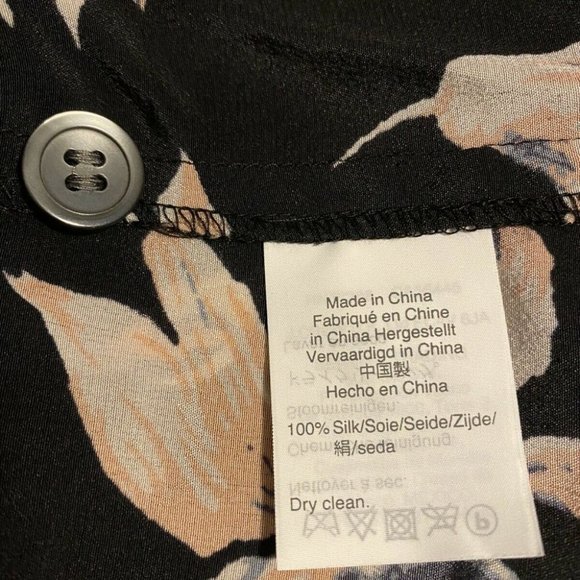 Made in China
Fabriqué en Chine
in China Hergestellt
Vervaardigd in China
中国製
Hecho en China
100% Silk/Soie/Seide/Zijde/
絹/seda
Dry clean.